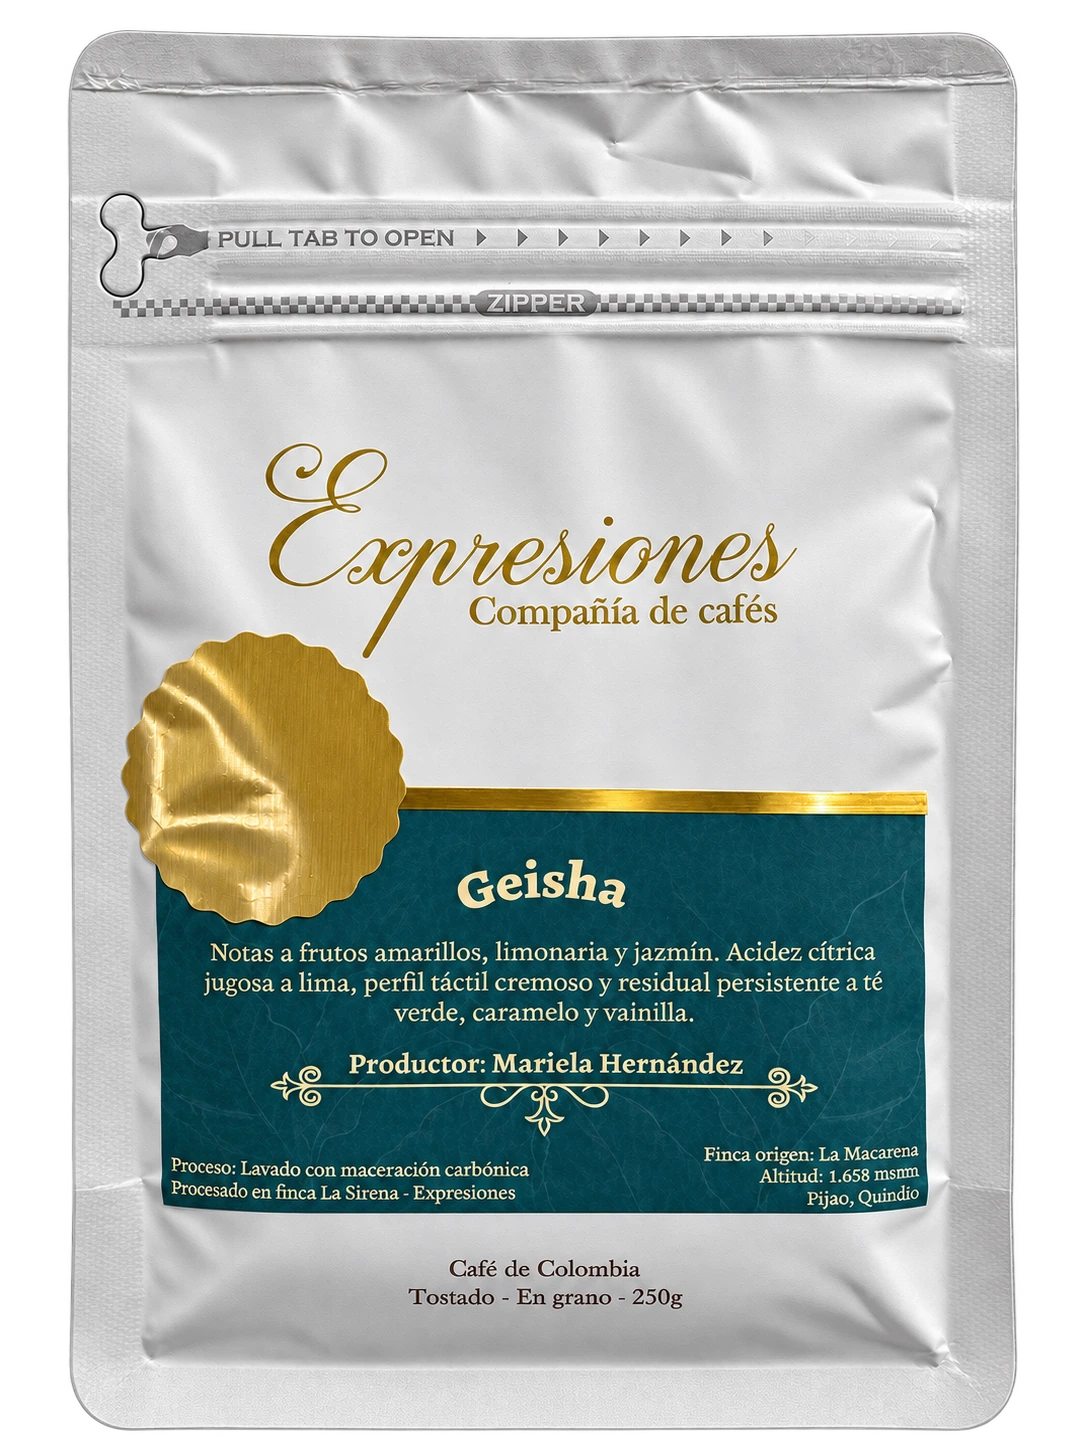 PULL TAB TO OPEN
ZIPPER
Expresiones
Compañía de cafés
Geisha
Notas a frutos amarillos, limonaria y jazmín. Acidez cítrica
jugosa a lima, perfil táctil cremoso y residual persistente a té
verde, caramelo y vainilla.
Productor: Mariela Hernández
Proceso: Lavado con maceración carbónica
Procesado en finca La Sirena - Expresiones
Finca origen: La Macarena
Altitud: 1.658 msnm
Pijao, Quindío
Café de Colombia
Tostado - En grano - 250g